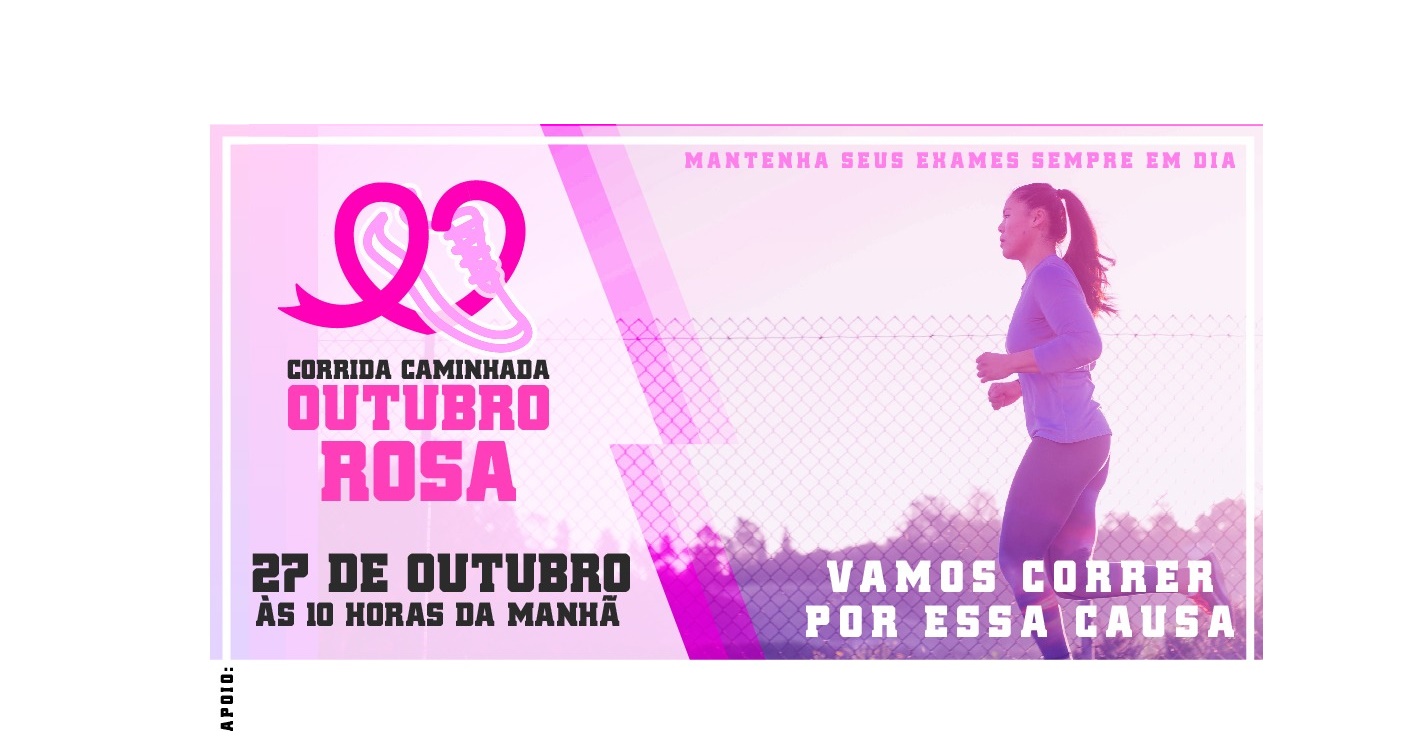 MANTENHA SEUS EXAMES SEMPRE EM DIA
CORRIDA CAMINHADA
OUTUBRO
ROSA
27 DE OUTUBRO
ÀS 10 HORAS DA MANHÃ
VAMOS CORRER
POR ESSA CAUSA
APOIO: